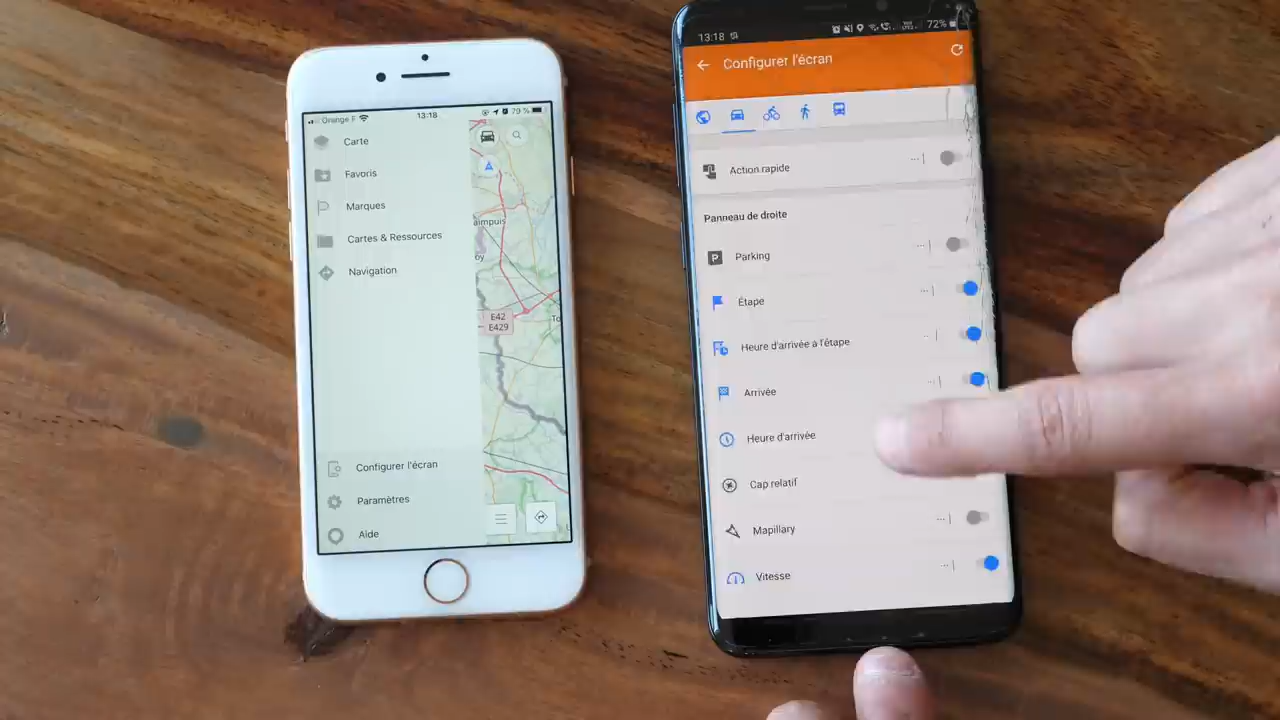 Orange F
13:18
79 %
Carte
Favoris
Marques
Cartes & Ressources
Navigation
Configurer l'écran
Paramètres
Aide
E42
E429
13:18
72%
Configurer l'écran
Action rapide
Panneau de droite
P
Parking
Étape
Heure d'arrivée à l'étape
Arrivée
Heure d'arrivée
Cap relatif
Mapillary
Vitesse